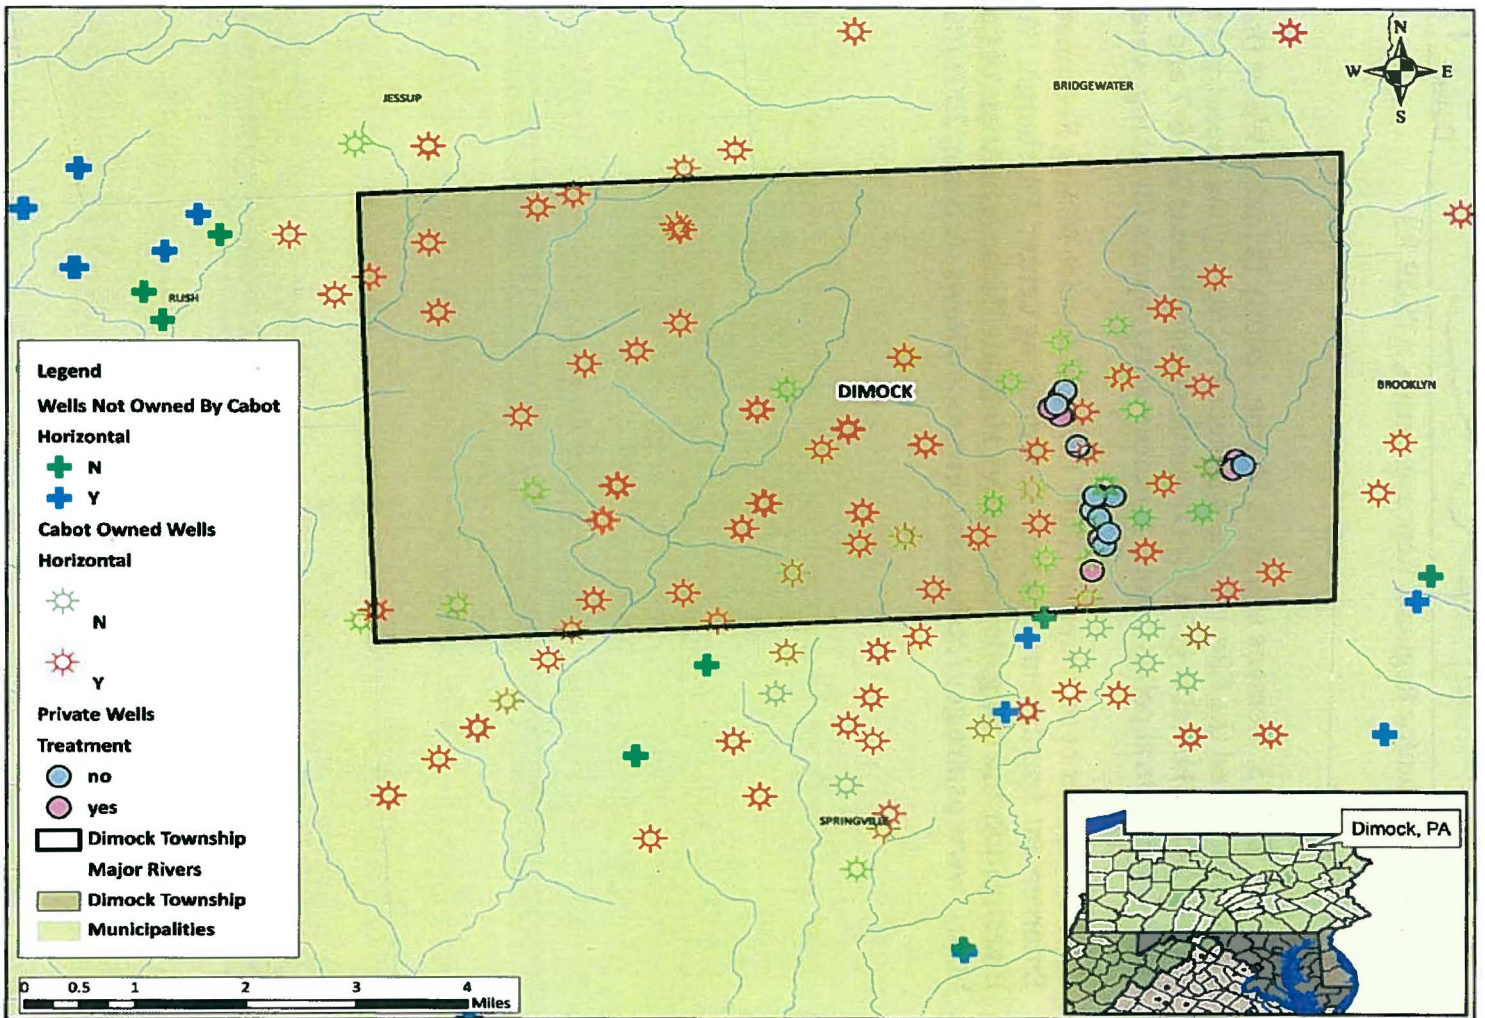 N
W E
S
JESSUP
BRIDGEWATER
RUSH
DIMOCK
BROOKLYN
SPRINGVILLE
Legend
Wells Not Owned By Cabot
Horizontal
N
Y
Cabot Owned Wells
Horizontal
N
Y
Private Wells
Treatment
no
yes
Dimock Township
Major Rivers
Dimock Township
Municipalities
0 0.5 1 2 3 4
Miles
Dimock, PA